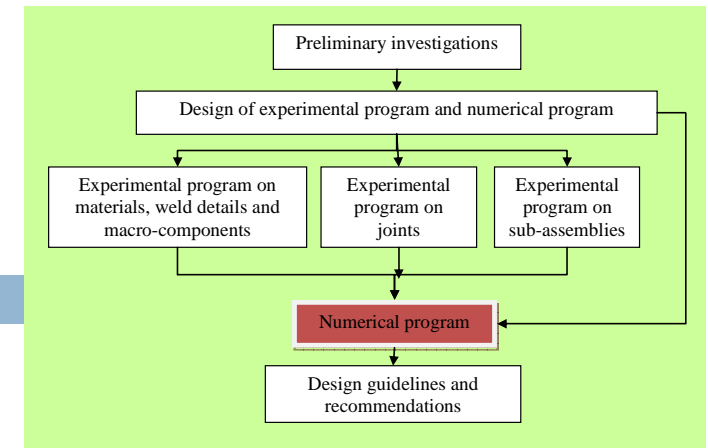 Preliminary investigations
Design of experimental program and numerical program
Experimental program on
materials, weld details and
macro-components
Experimental
program on
joints
Experimental
program on
sub-assemblies
Numerical program
Design guidelines and
recommendations